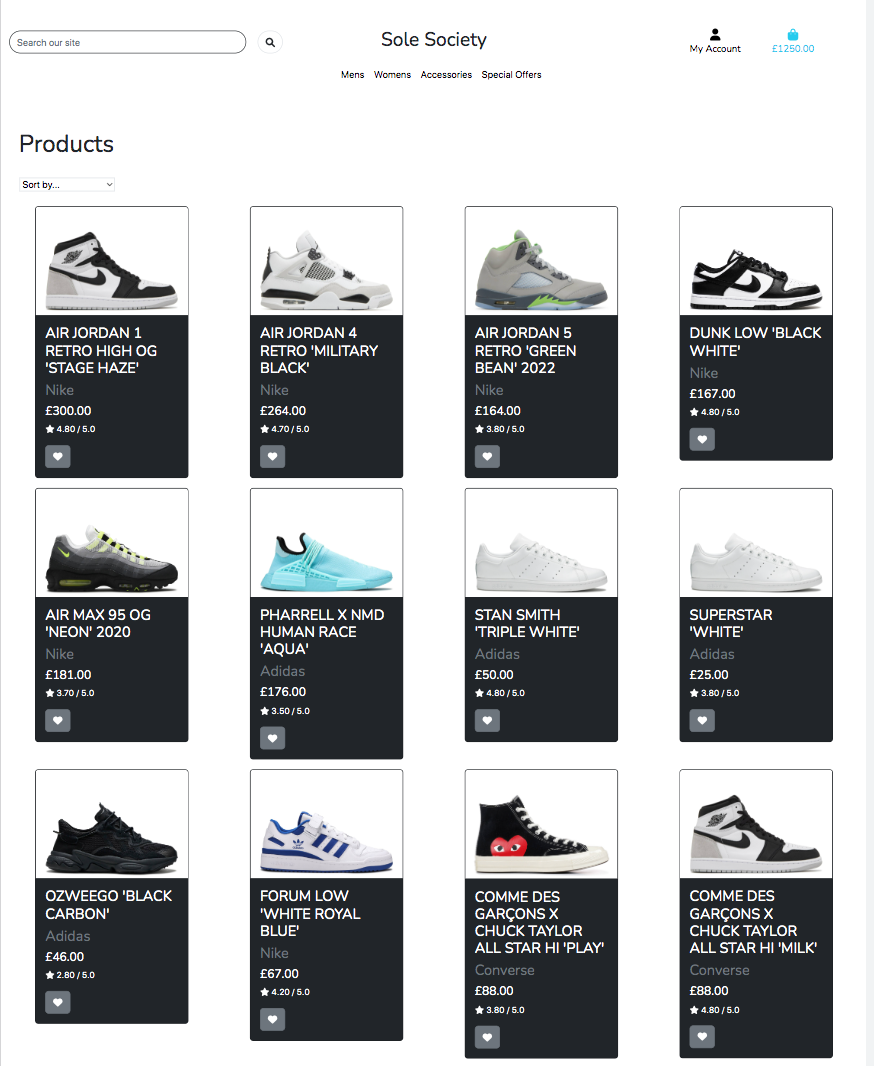 Search our site
Sole Society
My Account
£1250.00
Mens Womens Accessories Special Offers
Products
Sort by...
AIR JORDAN 1
RETRO HIGH OG
'STAGE HAZE'
Nike
£300.00
4.80 / 5.0
AIR JORDAN 4
RETRO 'MILITARY
BLACK'
Nike
£264.00
4.70 / 5.0
AIR JORDAN 5
RETRO 'GREEN
BEAN' 2022
Nike
£164.00
3.80 / 5.0
DUNK LOW 'BLACK
WHITE'
Nike
£167.00
4.80 / 5.0
AIR MAX 95 OG
'NEON' 2020
Nike
£181.00
3.70 / 5.0
PHARRELL X NMD
HUMAN RACE
'AQUA'
Adidas
£176.00
3.50 / 5.0
STAN SMITH
'TRIPLE WHITE'
Adidas
£50.00
4.80 / 5.0
SUPERSTAR
'WHITE'
Adidas
£25.00
3.80 / 5.0
OZWEEGO 'BLACK
CARBON'
Adidas
£46.00
2.80 / 5.0
FORUM LOW
'WHITE ROYAL
BLUE'
Nike
£67.00
4.20 / 5.0
COMME DES
GARÇONS X
CHUCK TAYLOR
ALL STAR HI 'PLAY'
Converse
£88.00
3.80 / 5.0
COMME DES
GARÇONS X
CHUCK TAYLOR
ALL STAR HI 'MILK'
Converse
£88.00
4.80 / 5.0